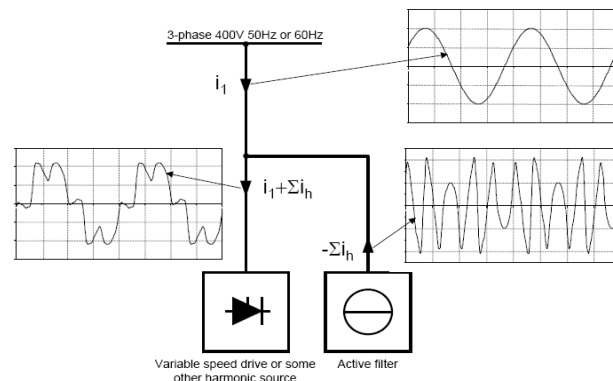 3-phase 400V 50Hz or 60Hz
i₁
i₁+Σiₕ
-Σiₕ
Variable speed drive or some
other harmonic source
Active filter